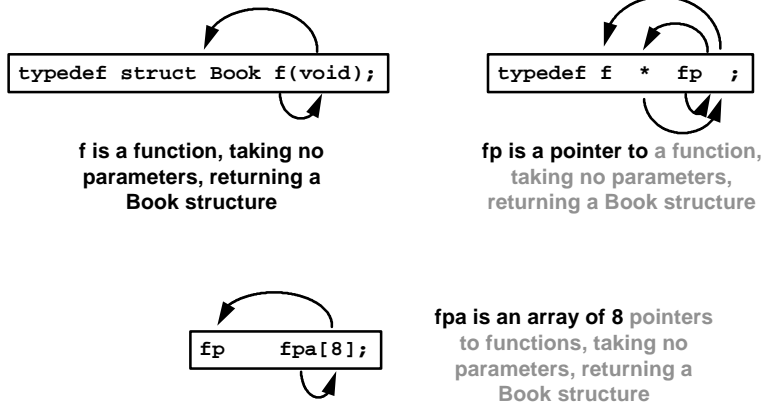 typedef struct Book f(void);
f is a function, taking no
parameters, returning a
Book structure
typedef f * fp ;
fp is a pointer to a function,
taking no parameters,
returning a Book structure
fp fpa[8];
fpa is an array of 8 pointers
to functions, taking no
parameters, returning a
Book structure